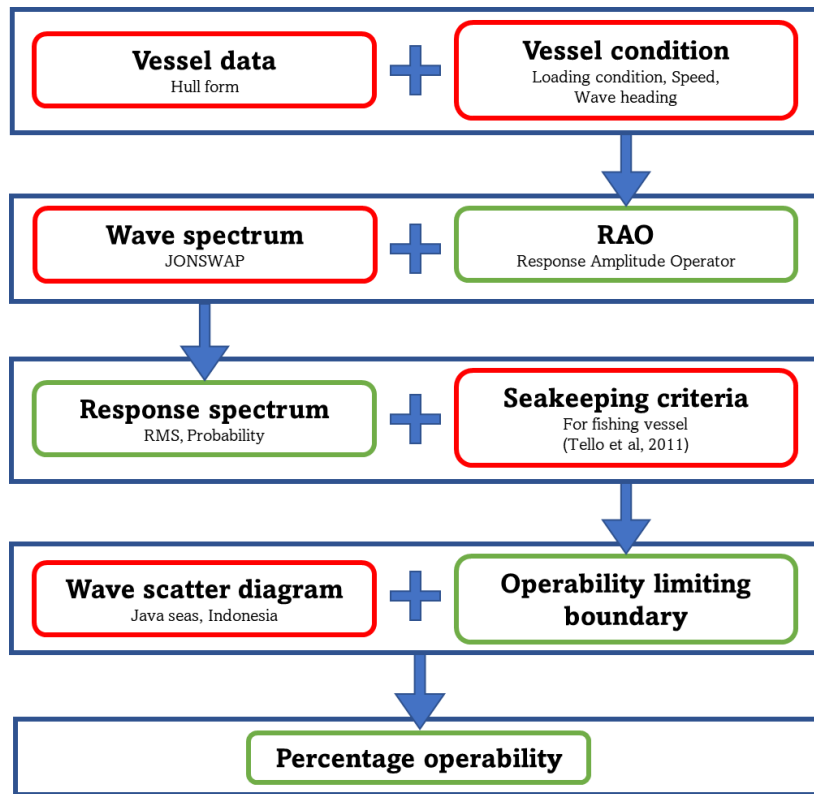 Vessel data
Hull form
Vessel condition
Loading condition, Speed,
Wave heading
Wave spectrum
JONSWAP
RAO
Response Amplitude Operator
Response spectrum
RMS, Probability
Seakeeping criteria
For fishing vessel
(Tello et al, 2011)
Wave scatter diagram
Java seas, Indonesia
Operability limiting
boundary
Percentage operability